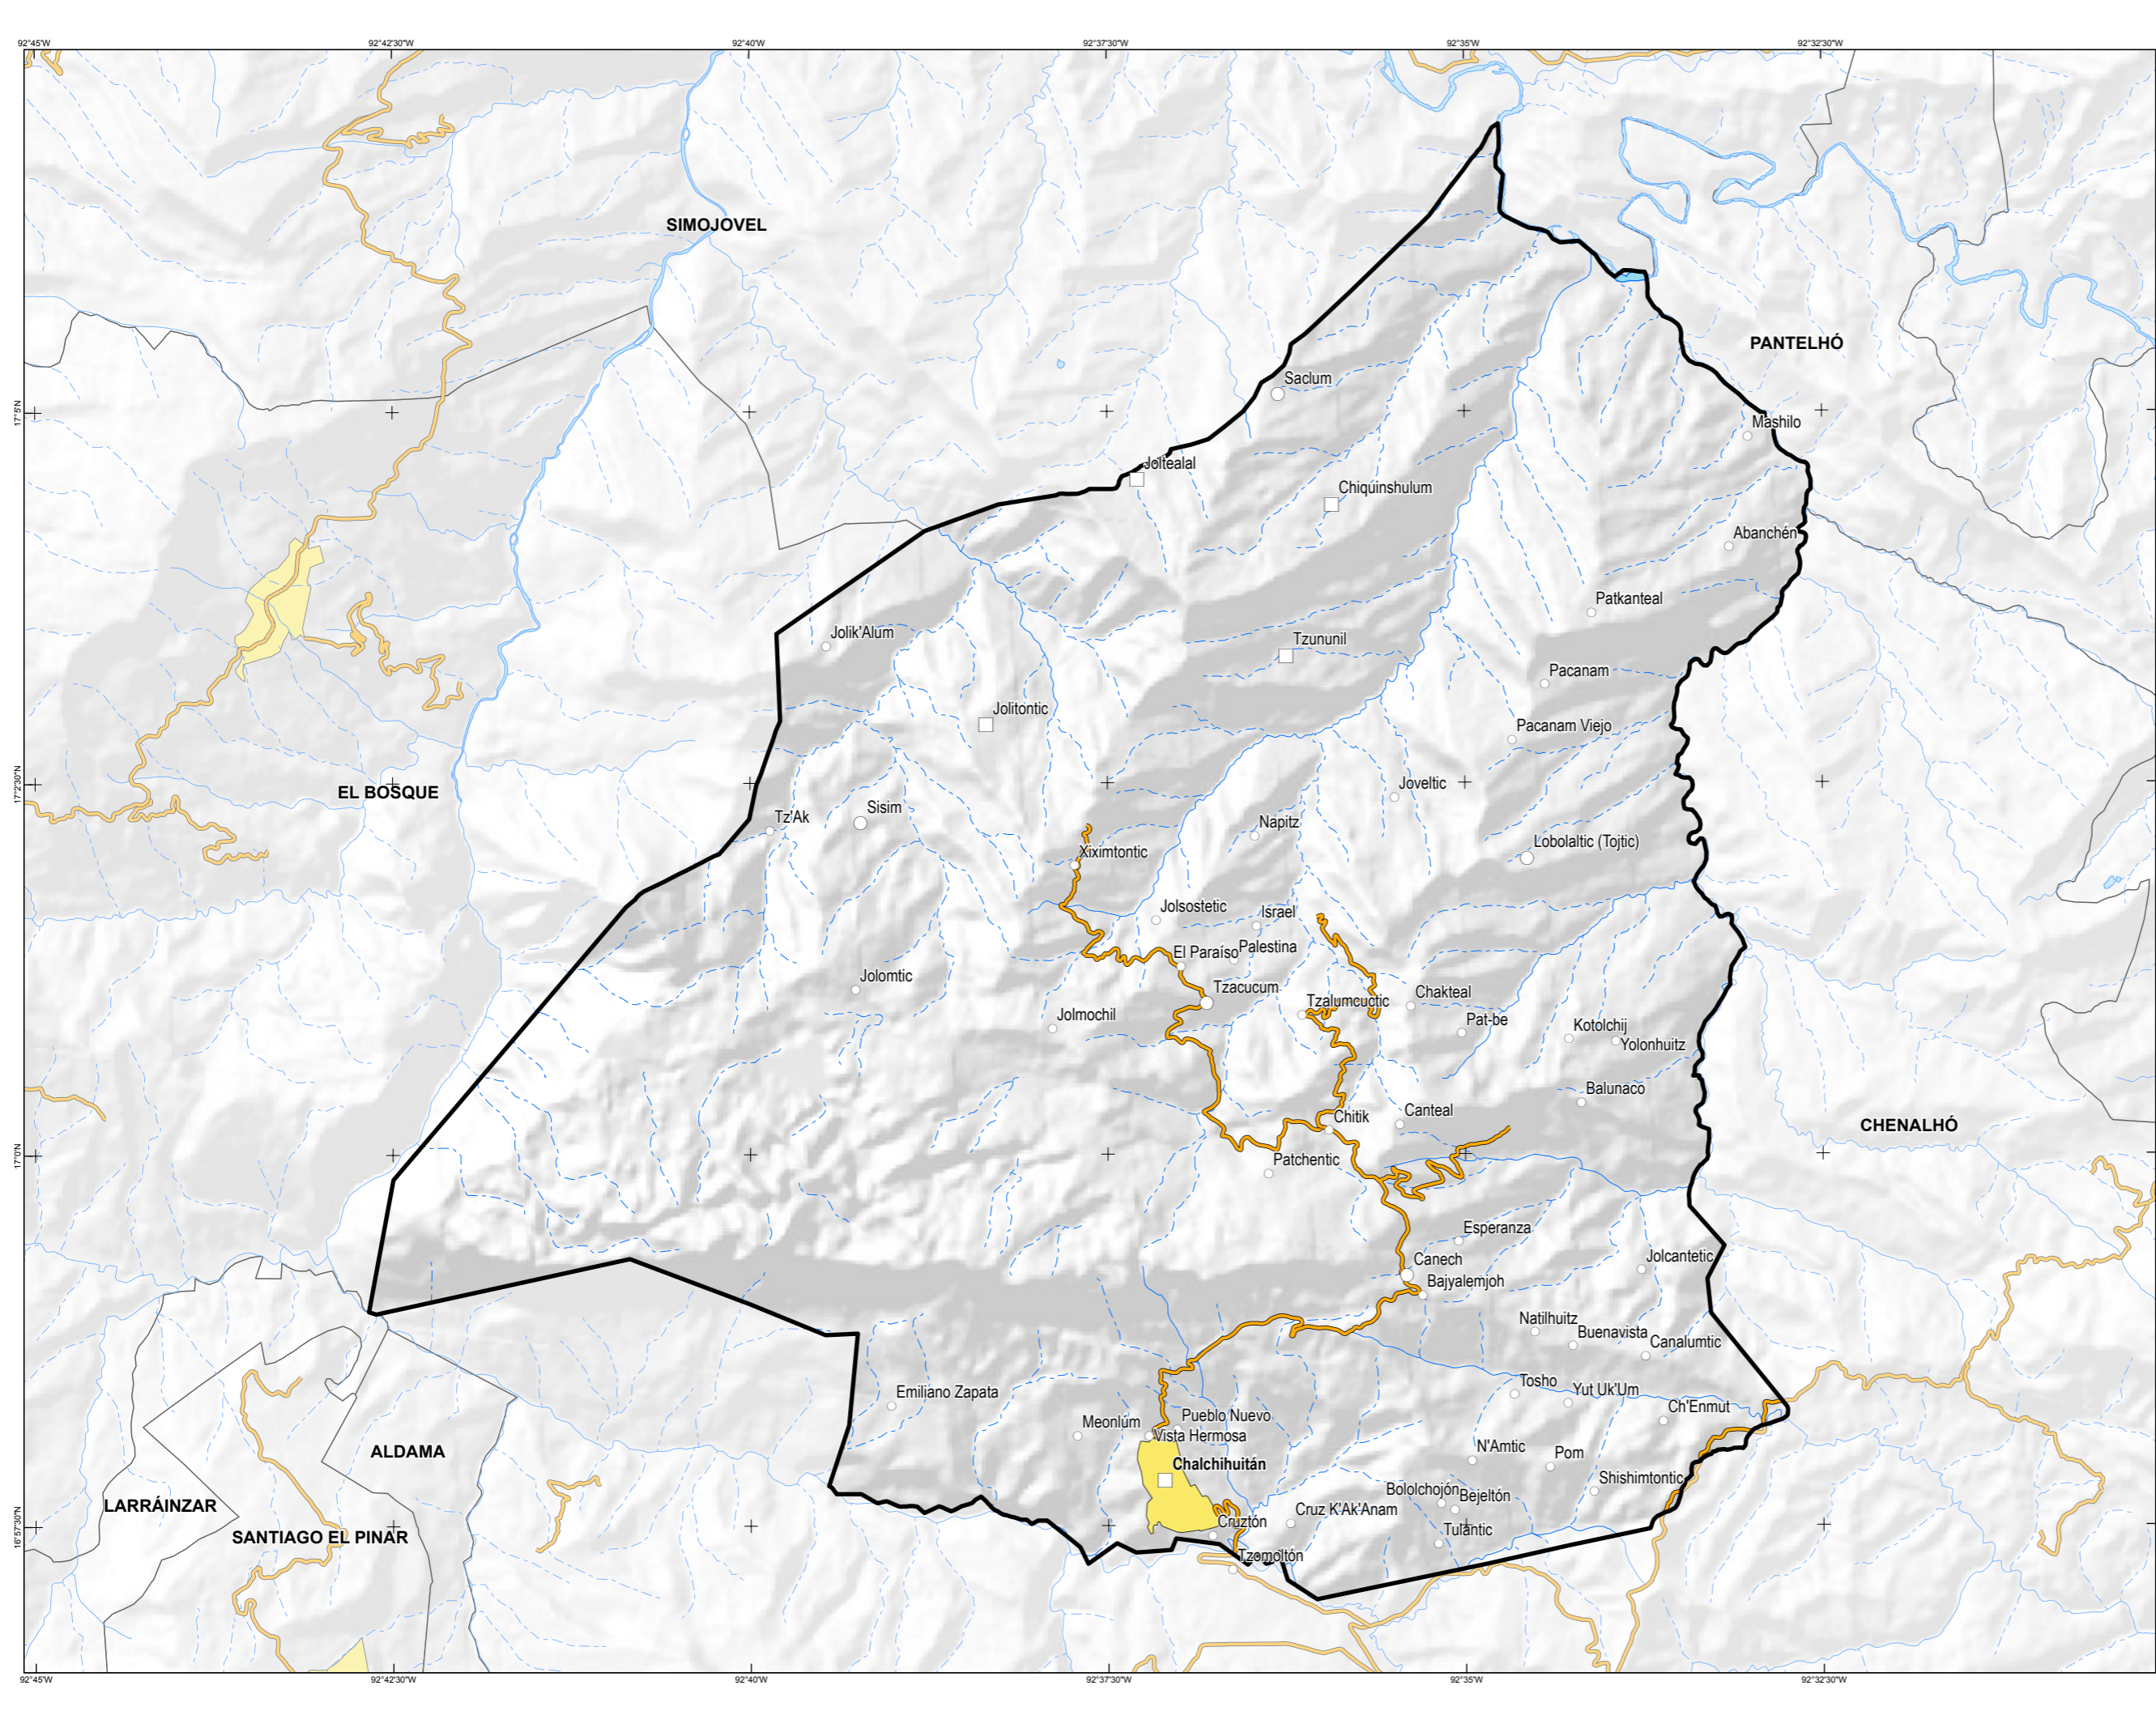 92°45'W
92°42'30"W
92°40'W
92°37'30"W
92°35'W
92°32'30"W
SIMOJOVEL
PANTELHÓ
Saclum
17°5'N
Mashilo
Joltealal
Chiquinshulum
Abanchén
Patkanteal
Jolik'Alum
Tzununil
Pacanam
Jolitontic
Pacanam Viejo
17°2'30"N
EL BOSQUE
Joveltic
Tz'Ak
Sisim
Napitz
Lobolaltic (Tojtic)
Xiximtontic
Jolsostetic
Israel
El Paraíso
Palestina
Jolomtic
Tzacucum
Tzalumcuctic
Chakteal
Jolmochil
Pat-be
Kotolchij
Yolonhuitz
Balunaco
Chitik
Canteal
CHENALHÓ
17°0'N
Patchentic
Esperanza
Canech
Jolcantetic
Bajyalemjoh
Natilhuitz
Buenavista
Canalumtic
Emiliano Zapata
Tosho
Yut Uk'Um
Meonlúm
Pueblo Nuevo
Ch'Enmut
Vista Hermosa
ALDAMA
N'Amtic
Pom
Chalchihuitán
Shishimtontic
LARRÁINZAR
Bololchojón
Bejeltón
Cruz K'Ak'Anam
SANTIAGO EL PINAR
16°57'30"N
Cruztón
Tulantic
Tzomoltón
92°45'W
92°42'30"W
92°40'W
92°37'30"W
92°35'W
92°32'30"W